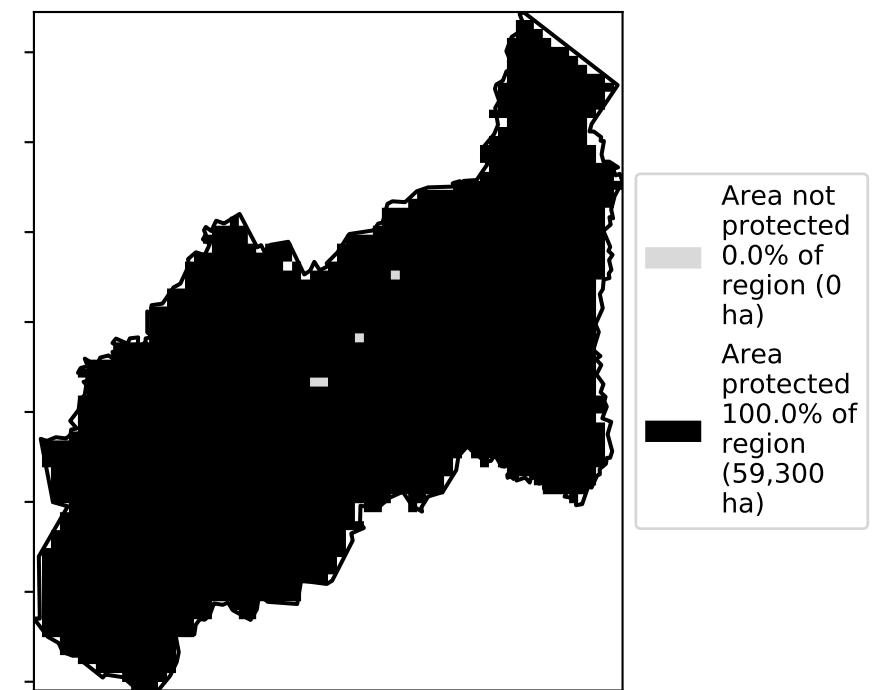 Area not
protected
0.0% of
region (0
ha)
Area
protected
100.0% of
region
(59,300
ha)